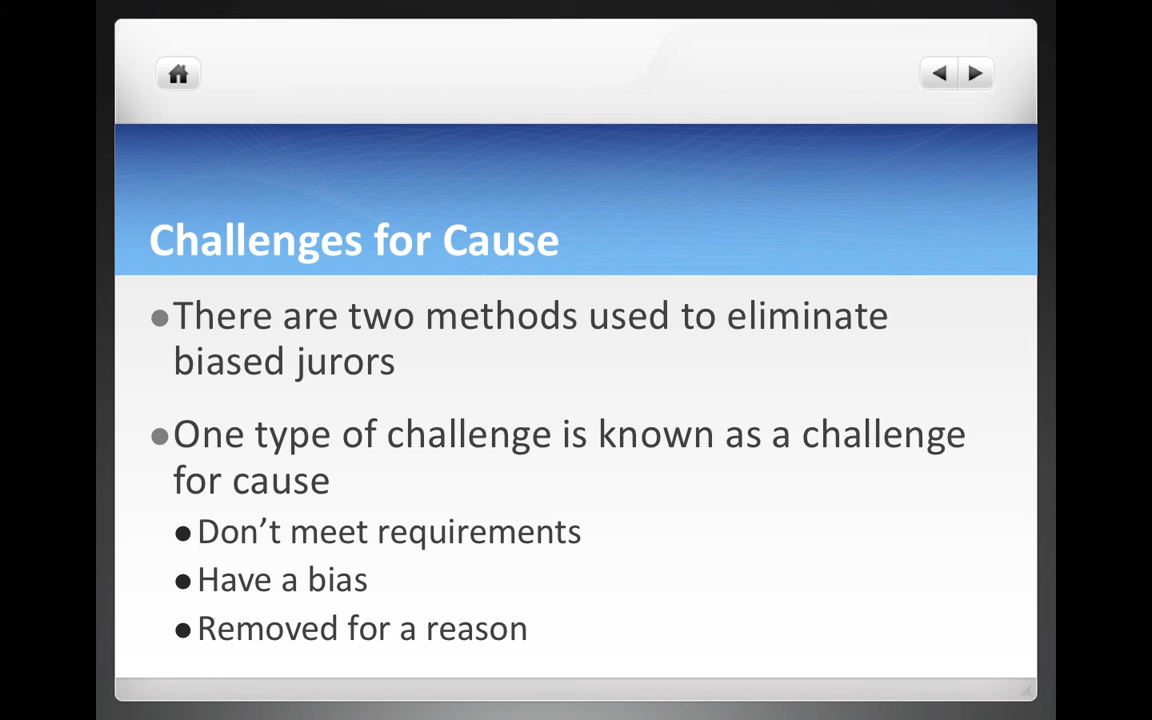 Challenges for Cause
●There are two methods used to eliminate
biased jurors
●One type of challenge is known as a challenge
for cause
●Don’t meet requirements
●Have a bias
●Removed for a reason